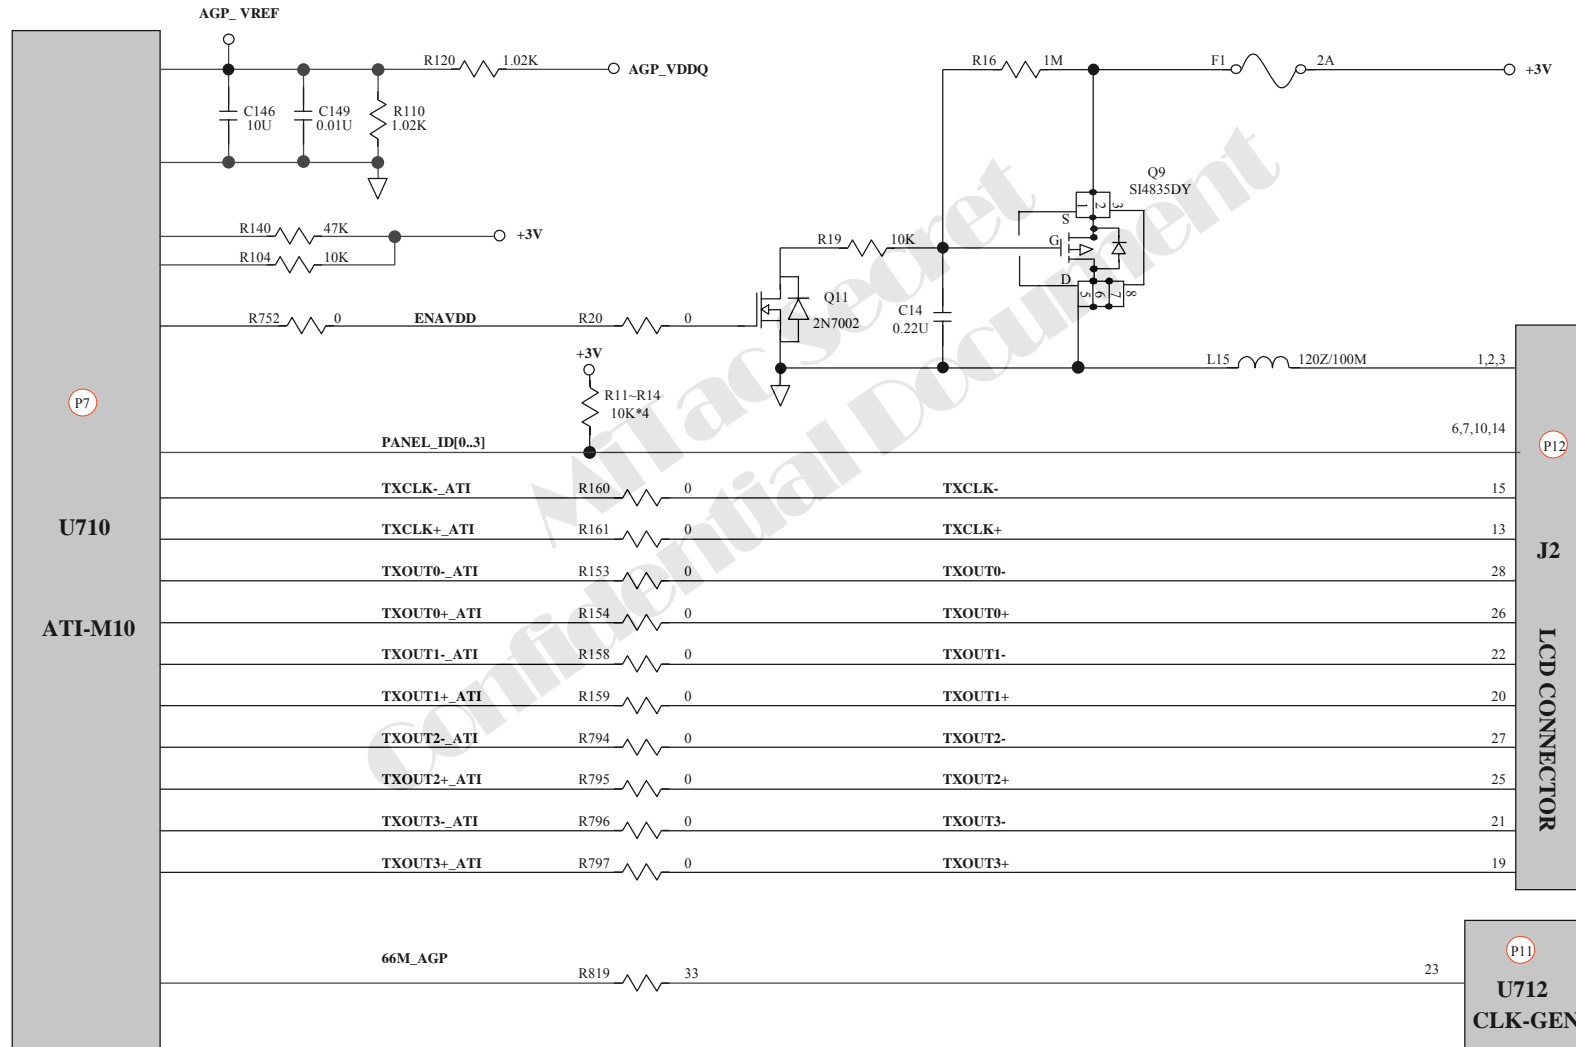 AGP_ VREF
R120 1.02K
AGP_VDDQ
R16 1M
F1 2A
+3V
C146
10U
C149
0.01U
R110
1.02K
Q9
SI4835DY
1 2 3
S
G
D
5 6 7 8
R140 47K
+3V
R104 10K
R19 10K
Q11
2N7002
C14
0.22U
R752 0 ENAVDD R20 0
+3V
R11~R14
10K*4
L15 120Z/100M 1,2,3
P7
PANEL_ID[0..3] 6,7,10,14
P12
TXCLK-_ATI R160 0 TXCLK- 15
TXCLK+_ATI R161 0 TXCLK+ 13
TXOUT0-_ATI R153 0 TXOUT0- 28
TXOUT0+_ATI R154 0 TXOUT0+ 26
TXOUT1-_ATI R158 0 TXOUT1- 22
TXOUT1+_ATI R159 0 TXOUT1+ 20
TXOUT2-_ATI R794 0 TXOUT2- 27
TXOUT2+_ATI R795 0 TXOUT2+ 25
TXOUT3-_ATI R796 0 TXOUT3- 21
TXOUT3+_ATI R797 0 TXOUT3+ 19
U710
ATI-M10
J2
LCD CONNECTOR
66M_AGP R819 33 23
P11
U712
CLK-GEN
MiTac Secret
Confidential Document